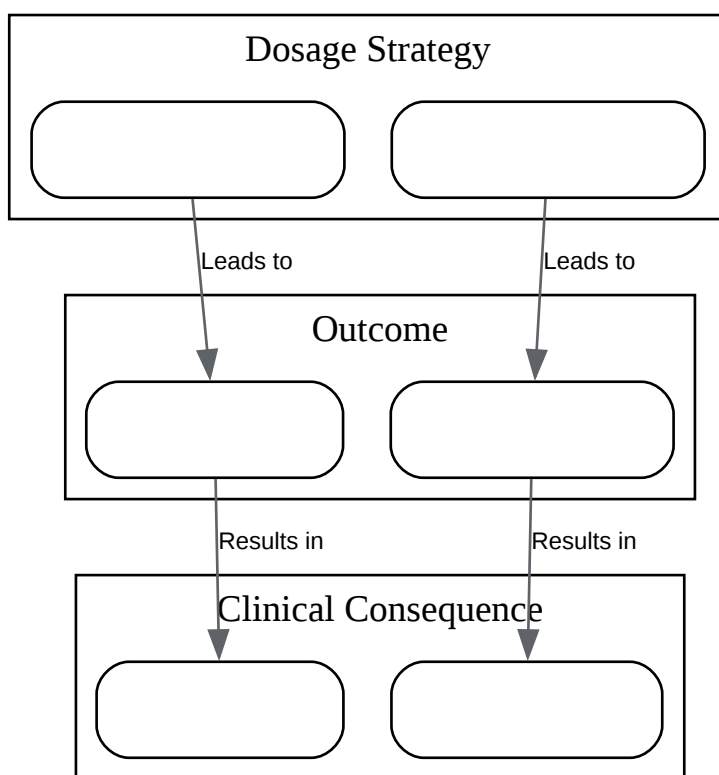 Dosage Strategy
Leads to
Leads to
Outcome
Results in
Results in
Clinical Consequence